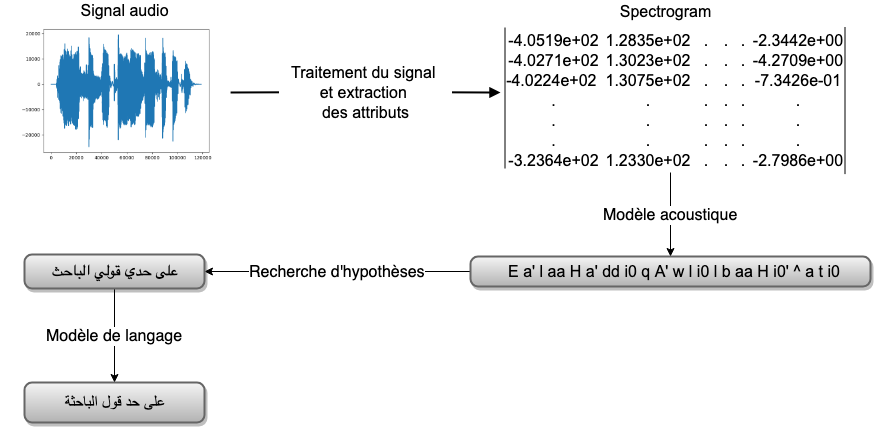 Signal audio
20000
10000
0
−10000
−20000
0 20000 40000 60000 80000 100000 120000
Traitement du signal
et extraction
des attributs
Spectrogram
-4.0519e+02 1.2835e+02 . . . -2.3442e+00
-4.0271e+02 1.3023e+02 . . . -4.2709e+00
-4.0224e+02 1.3075e+02 . . . -7.3426e-01
. . . . . .
. . . . . .
. . . . . .
-3.2364e+02 1.2330e+02 . . . -2.7986e+00
Modèle acoustique
E a' l aa H a' dd i0 q A' w l i0 l b aa H i0' ^ a t i0
Recherche d'hypothèses
على حدي قولي الباحث
Modèle de langage
على حد قول الباحثة